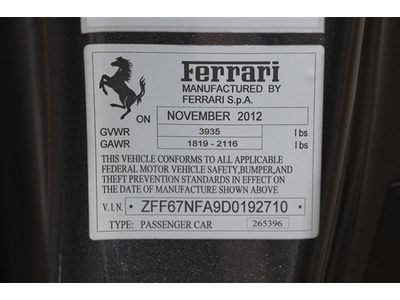 Ferrari
MANUFACTURED BY
FERRARI S.p.A.
ON NOVEMBER 2012
GVWR 3935 lbs
GAWR 1819 - 2116 lbs
THIS VEHICLE CONFORMS TO ALL APPLICABLE
FEDERAL MOTOR VEHICLE SAFETY,BUMPER,AND
THEFT PREVENTION STANDARDS IN EFFECT ON
THE DATE OF MANUFACTURE SHOWN ABOVE
V.I.N. • ZFF67NFA9D0192710 •
TYPE: PASSENGER CAR 265396